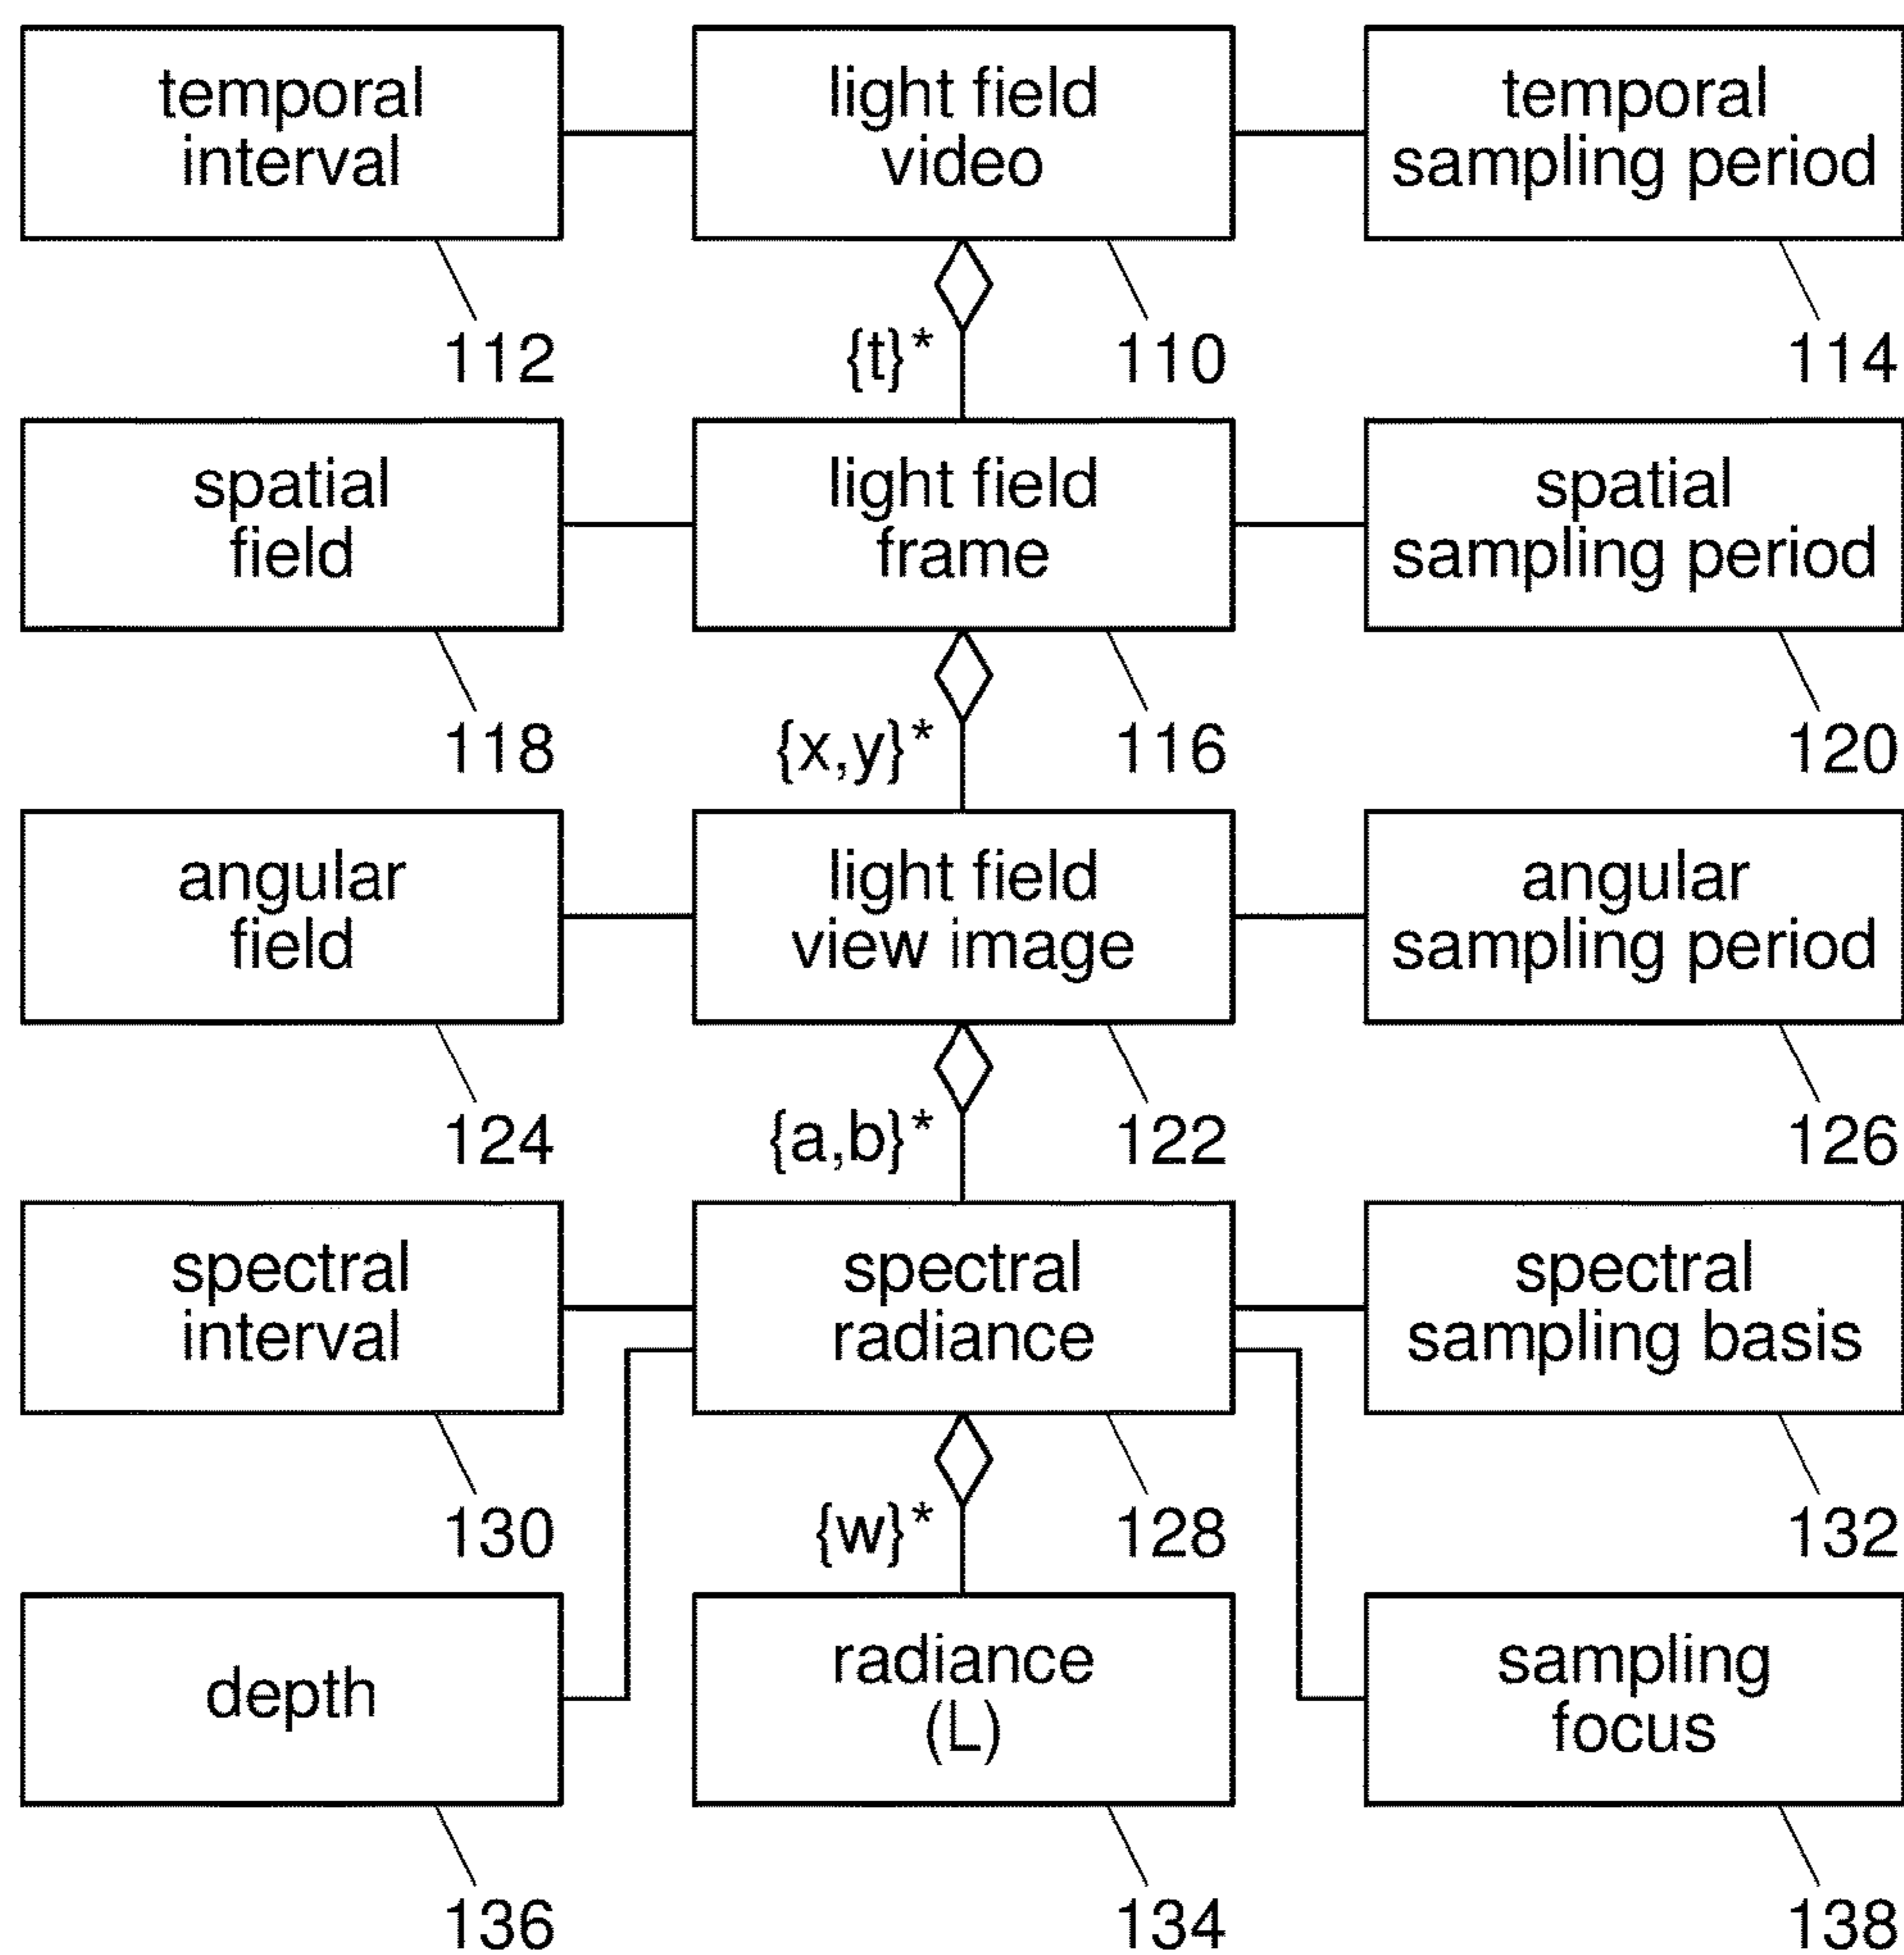 temporal
interval
light field
video
temporal
sampling period
112
{t}*
110
114
spatial
field
light field
frame
spatial
sampling period
118
{x,y}*
116
120
angular
field
light field
view image
angular
sampling period
124
{a,b}*
122
126
spectral
interval
spectral
radiance
spectral
sampling basis
130
{w}*
128
132
depth
radiance
(L)
sampling
focus
136
134
138